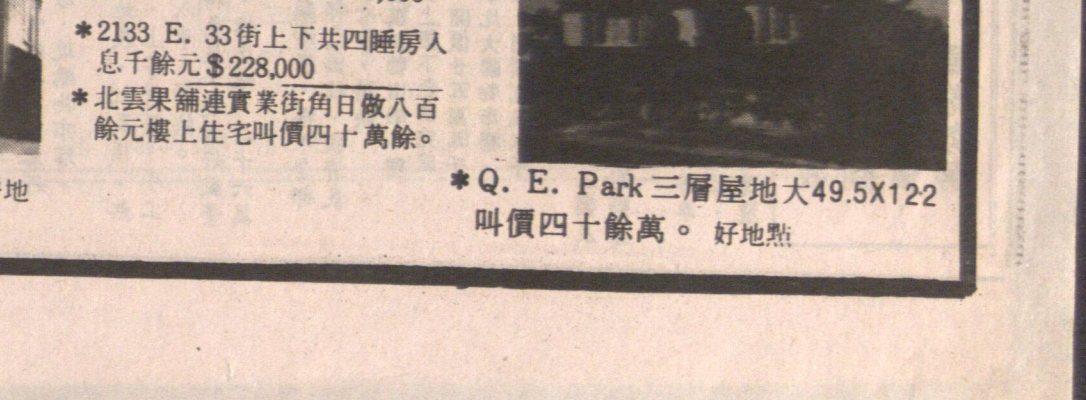 *2133 E. 33街上下共四睡房入
息千餘元$228,000
*北雲果舖連實業街角日做八百
餘元樓上住宅叫價四十萬餘。
地
*Q. E. Park三層屋地大49.5X122
叫價四十餘萬。 好地點